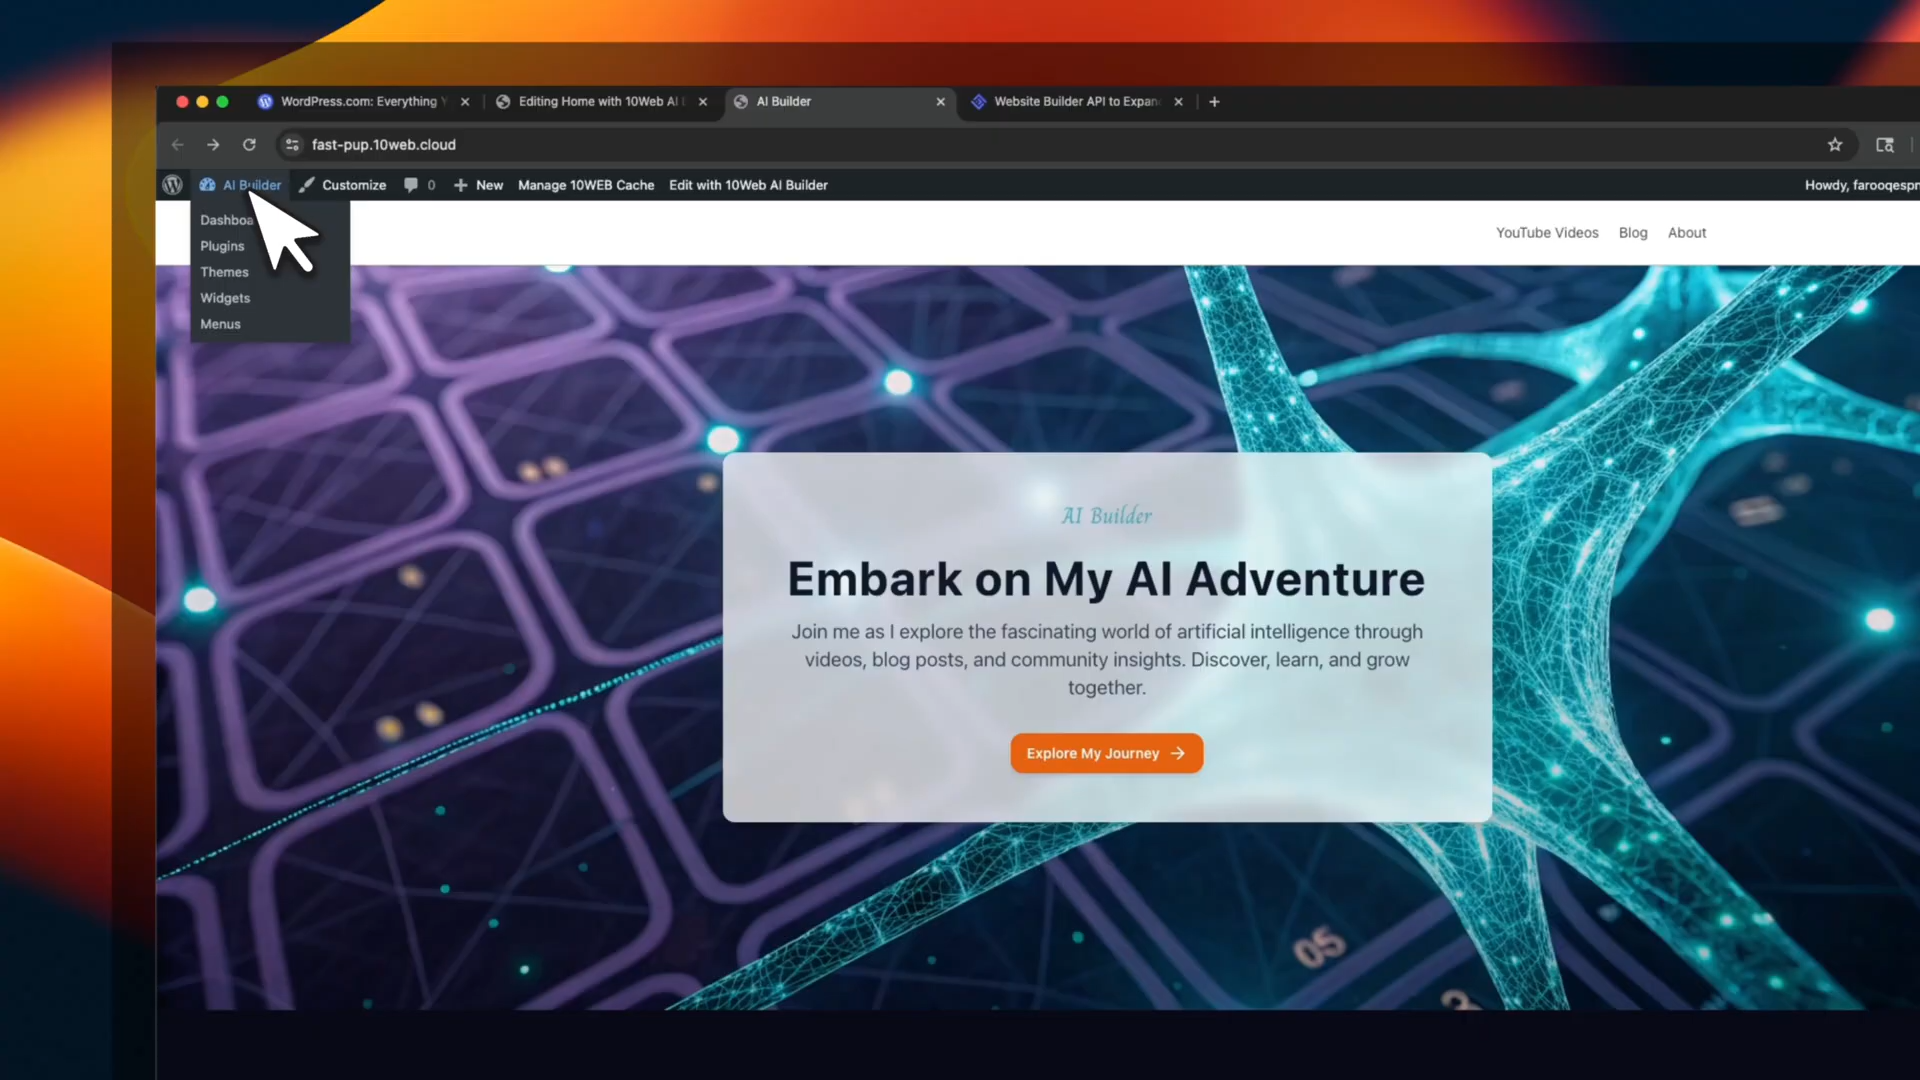 WordPress.com: Everything
Editing Home with 10Web AI
AI Builder
Website Builder API to Expan
fast-pup.10web.cloud
AI Builder
Customize
0
New
Manage 10WEB Cache
Edit with 10Web AI Builder
Howdy, farooqespn
Plugins
Themes
Widgets
Menus
YouTube Videos
Blog
About
AI Builder
Embark on My AI Adventure
Join me as I explore the fascinating world of artificial intelligence through
videos, blog posts, and community insights. Discover, learn, and grow
together.
Explore My Journey
05